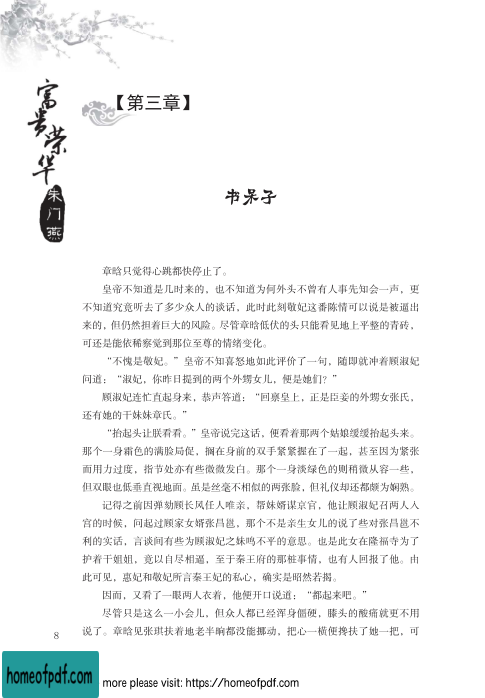 富贵荣华
朱门燕
【第三章】
书呆子
章晗只觉得心跳都快停止了。
皇帝不知道是几时来的，也不知道为何外头不曾有人事先知会一声，更
不知道究竟听去了多少众人的谈话，此时此刻敬妃这番陈情可以说是被逼出
来的，但仍然担着巨大的风险。尽管章晗低伏的头只能看见地上平整的青砖，
可还是能依稀察觉到那位至尊的情绪变化。
“不愧是敬妃。”皇帝不知喜怒地如此评价了一句，随即就冲着顾淑妃
问道：“淑妃，你昨日提到的两个外甥女儿，便是她们？”
顾淑妃连忙直起身来，恭声答道：“回禀皇上，正是臣妾的外甥女张氏，
还有她的干妹妹章氏。”
“抬起头让朕看看。”皇帝说完这话，便看着那两个姑娘缓缓抬起头来。
那个一身霜色的满脸局促，搁在身前的双手紧紧握在了一起，甚至因为紧张
而用力过度，指节处亦有些微微发白。那个一身淡绿色的则稍微从容一些，
但双眼也低垂直视地面。虽是丝毫不相似的两张脸，但礼仪却还都颇为娴熟。
记得之前因弹劾顾长风任人唯亲，帮妹婿谋京官，他让顾淑妃召两人入
宫的时候，问起过顾家女婿张昌邕，那个不是亲生女儿的说了些对张昌邕不
利的实话，言谈间有些为顾淑妃之妹鸣不平的意思。也是此女在隆福寺为了
护着干姐姐，竟以自尽相逼，至于秦王府的那桩事情，也有人回报了他。由
此可见，惠妃和敬妃所言秦王妃的私心，确实是昭然若揭。
因而，又看了一眼两人衣着，他便开口说道：“都起来吧。”
尽管只是这么一小会儿，但众人都已经浑身僵硬，膝头的酸痛就更不用
说了。章晗见张琪扶着地老半晌都没能挪动，把心一横便搀扶了她一把，可
8
homeofpdf.com
more please visit: https://homeofpdf.com